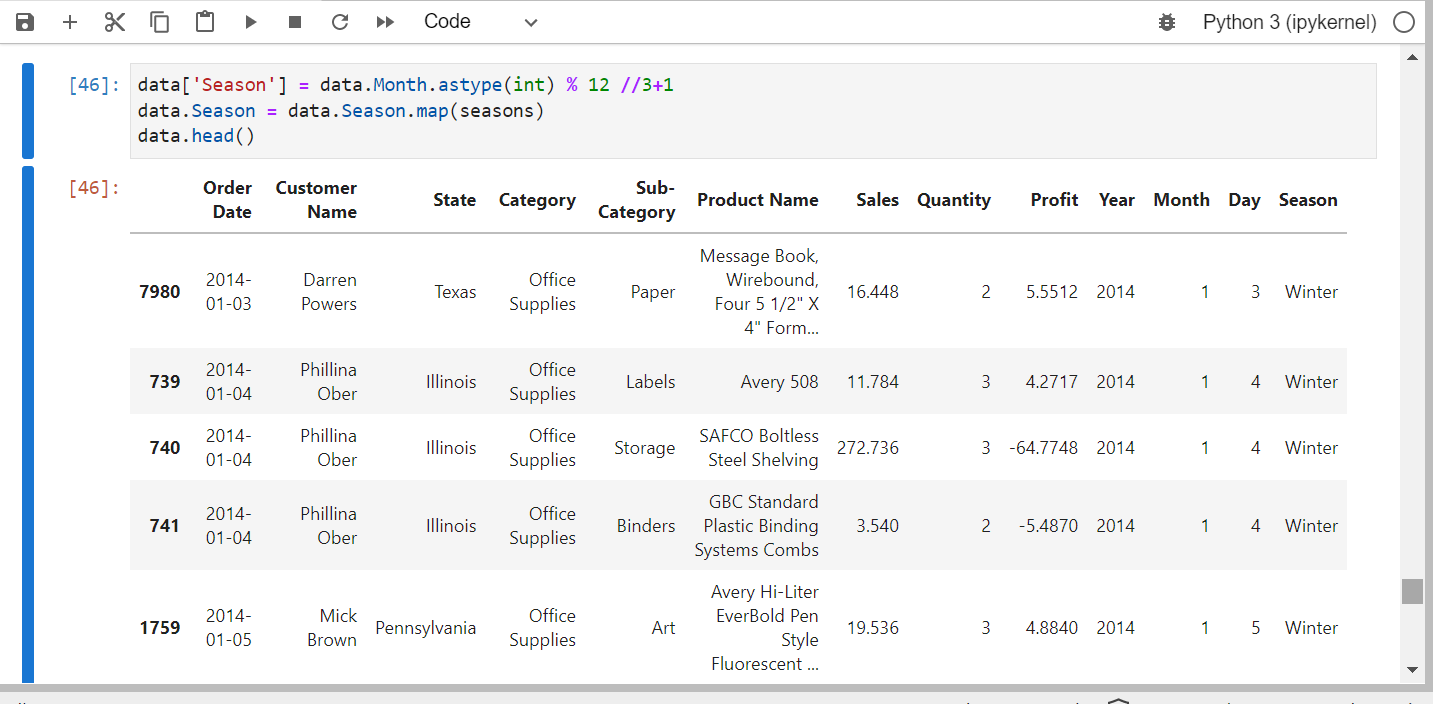 Code
Python 3 (ipykernel)
[46]:
data['Season'] = data.Month.astype(int) % 12 //3+1
data.Season = data.Season.map(seasons)
data.head()
[46]:
Order Date Customer Name State Category Sub-Category Product Name Sales Quantity Profit Year Month Day Season
7980 2014-01-03 Darren Powers Texas Office Supplies Paper Message Book, Wirebound, Four 5 1/2" X 4" Form... 16.448 2 5.5512 2014 1 3 Winter
739 2014-01-04 Phillina Ober Illinois Office Supplies Labels Avery 508 11.784 3 4.2717 2014 1 4 Winter
740 2014-01-04 Phillina Ober Illinois Office Supplies Storage SAFCO Boltless Steel Shelving 272.736 3 -64.7748 2014 1 4 Winter
741 2014-01-04 Phillina Ober Illinois Office Supplies Binders GBC Standard Plastic Binding Systems Combs 3.540 2 -5.4870 2014 1 4 Winter
1759 2014-01-05 Mick Brown Pennsylvania Office Supplies Art Avery Hi-Liter EverBold Pen Style Fluorescent ... 19.536 3 4.8840 2014 1 5 Winter